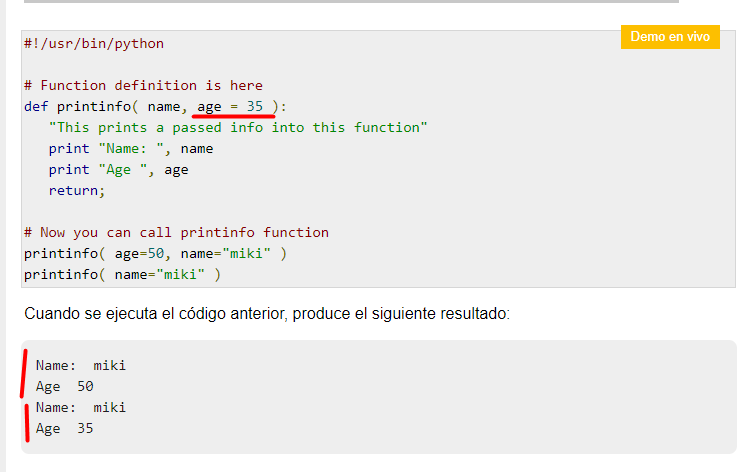 Demo en vivo
#!/usr/bin/python
# Function definition is here
def printinfo( name, age = 35 ):
   "This prints a passed info into this function"
   print "Name: ", name
   print "Age ", age
   return;
# Now you can call printinfo function
printinfo( age=50, name="miki" )
printinfo( name="miki" )
Cuando se ejecuta el código anterior, produce el siguiente resultado:
Name:  miki
Age  50
Name:  miki
Age  35